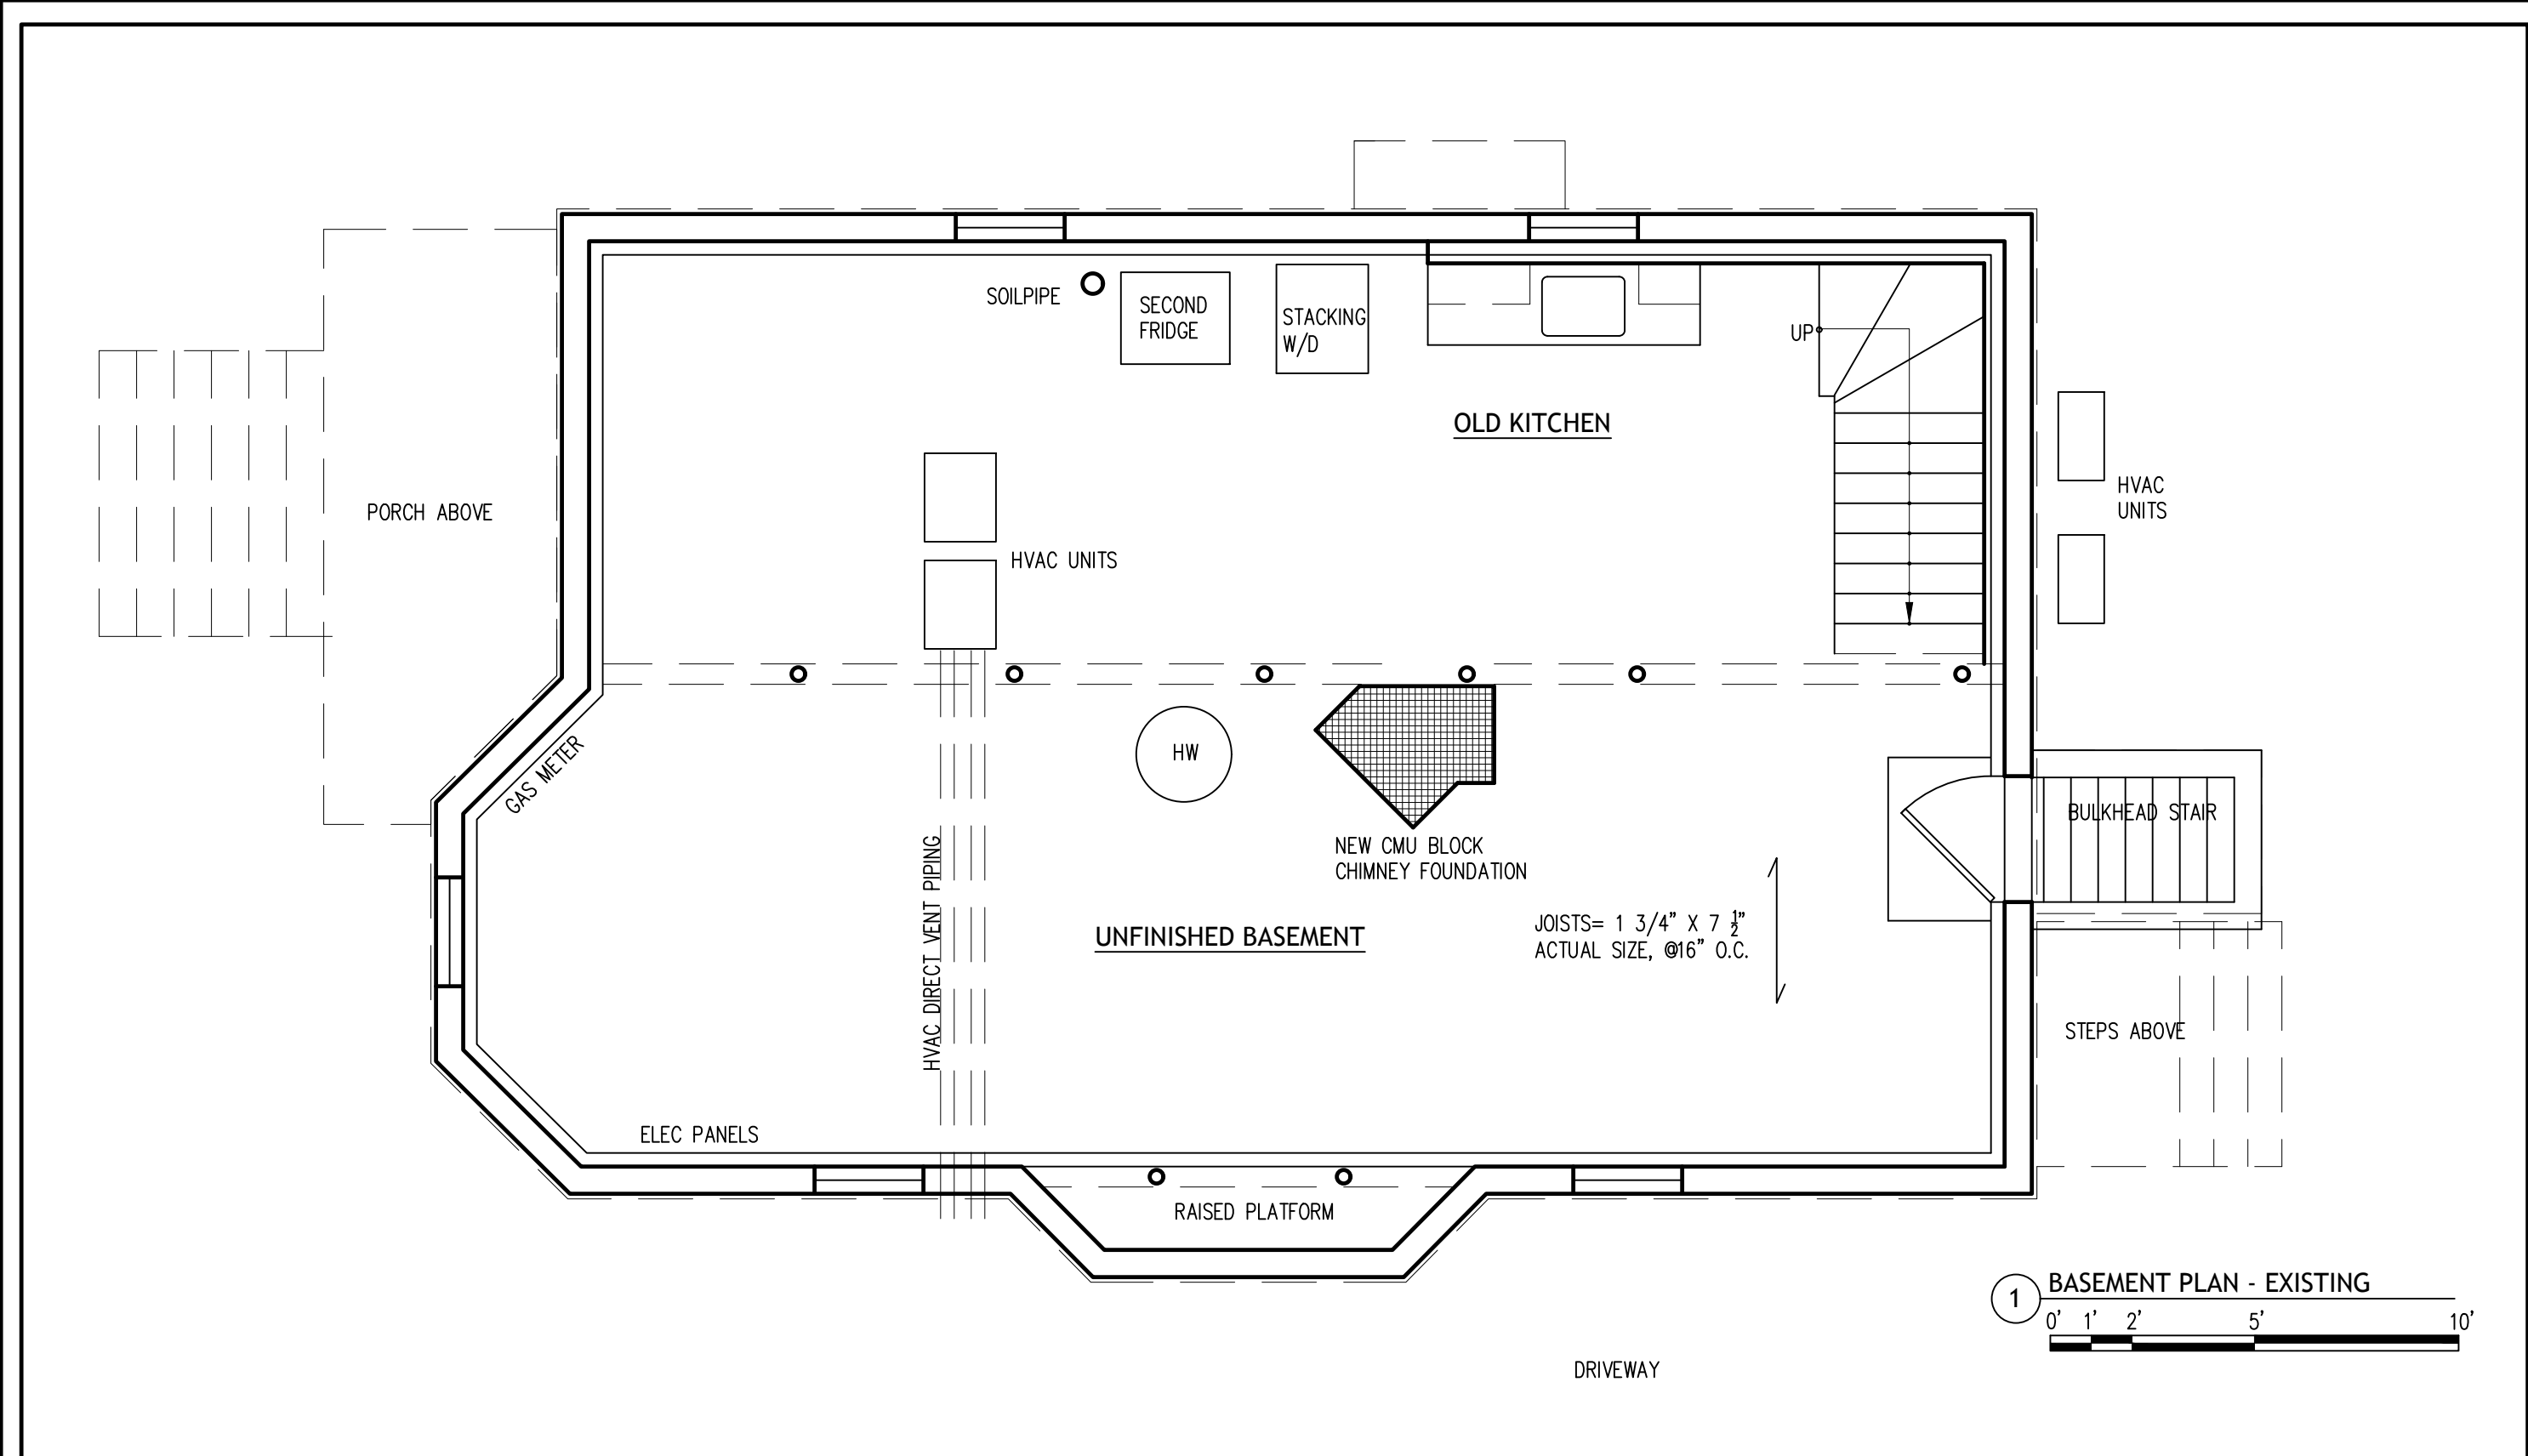 SOILPIPE
SECOND
FRIDGE
STACKING
W/D
UP
OLD KITCHEN
PORCH ABOVE
HVAC UNITS
HVAC
UNITS
GAS METER
HW
BULKHEAD STAIR
NEW CMU BLOCK
CHIMNEY FOUNDATION
HVAC DIRECT VENT PIPING
UNFINISHED BASEMENT
JOISTS= 1 3/4" X 7 ½"
ACTUAL SIZE, @16" O.C.
STEPS ABOVE
ELEC PANELS
RAISED PLATFORM
1 BASEMENT PLAN - EXISTING
0' 1' 2' 5' 10'
DRIVEWAY